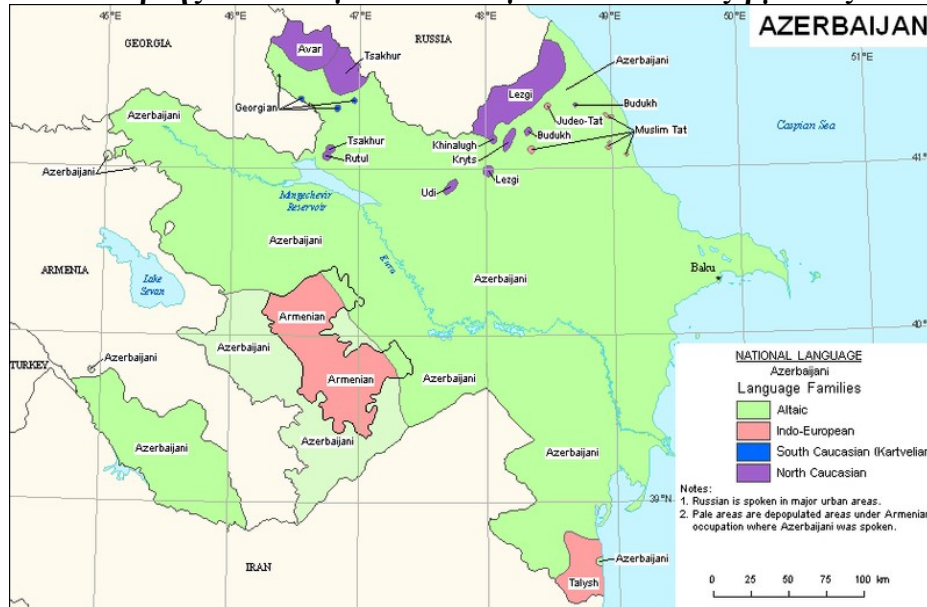 AZERBAIJAN
GEORGIA
RUSSIA
51°E
50
49
48
47
46
45
Avar
Tsakhur
Azerbaijani
Lezgi
Georgian
Budukh
Azerbaijani
Judeo-Tat
Muslim Tat
Caspian Sea
Tsakhur
Khinalugh
Budukh
Rutul
Kryts
41°
Azerbaijani
Lezgi
Udi
Mingechevir
Reservoir
Azerbaijani
Kura
Azerbaijani
ARMENIA
Baku
Lake
Sevan
Armenian
40°
Azerbaijani
TURKEY
Azerbaijani
Armenian
Azerbaijani
Azerbaijani
Azerbaijani
Azerbaijani
39°N
IRAN
Azerbaijani
Talysh
NATIONAL LANGUAGE
Azerbaijani
Language Families
Altaic
Indo-European
South Caucasian (Kartvelian
North Caucasian
Notes:
1. Russian is spoken in major urban areas.
2. Pale areas are depopulated areas under Armenian
occupation where Azerbaijani was spoken.
0 25 50 75 100 km